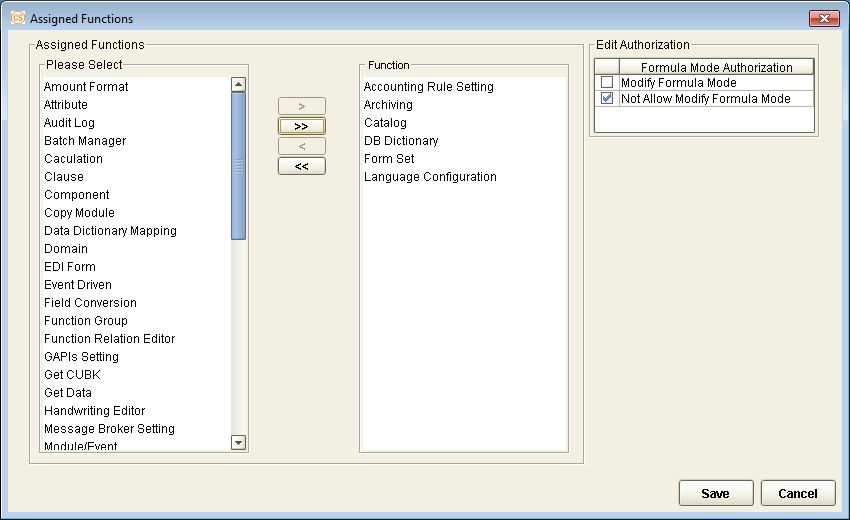 CS Assigned Functions
Assigned Functions
Please Select
Amount Format
Attribute
Audit Log
Batch Manager
Caculation
Clause
Component
Copy Module
Data Dictionary Mapping
Domain
EDI Form
Event Driven
Field Conversion
Function Group
Function Relation Editor
GAPIs Setting
Get CUBK
Get Data
Handwriting Editor
Message Broker Setting
Module/Event
>
>>
<
<<
Function
Accounting Rule Setting
Archiving
Catalog
DB Dictionary
Form Set
Language Configuration
Edit Authorization
Formula Mode Authorization
Modify Formula Mode
Not Allow Modify Formula Mode
Save
Cancel